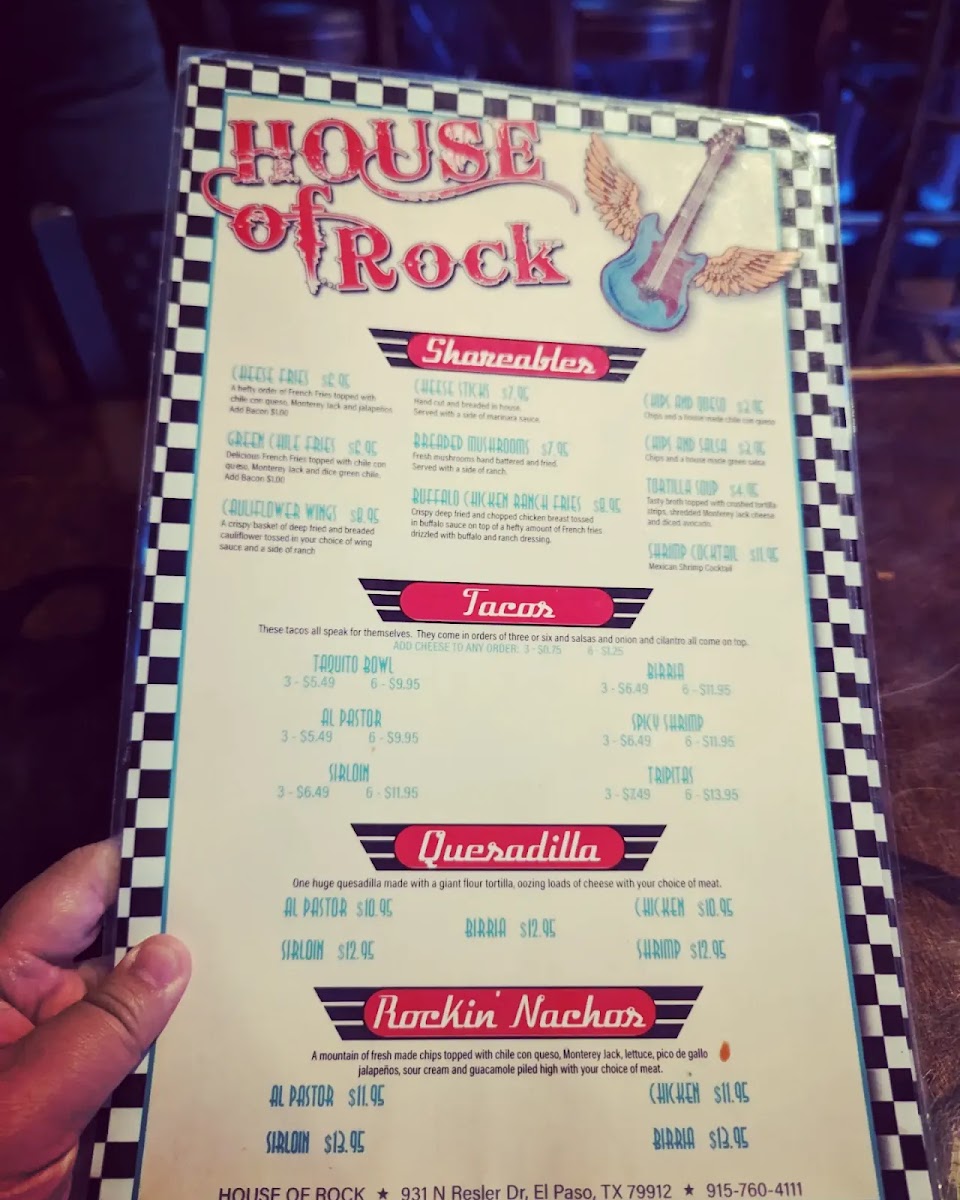 HOUSE
of Rock
Shareables
CHEESE FRIES $6.95
A hefty order of French Fries topped with
chile con queso, Monterey Jack and jalapeños
Add Bacon $1.00
GREEN CHILE FRIES $6.95
Delicious French Fries topped with chile con
queso, Monterey Jack and dice green chile,
Add Bacon $1.00
CAULIFLOWER WINGS $8.95
A crispy basket of deep fried and breaded
cauliflower tossed in your choice of wing
sauce and a side of ranch
CHEESE STICKS $7.95
Hand cut and breaded in house.
Served with a side of marinara sauce.
BREADED MUSHROOMS $7.95
Fresh mushrooms hand battered and fried.
Served with a side of ranch.
BUFFALO CHICKEN RANCH FRIES $8.95
Crispy deep fried and chopped chicken breast tossed
in buffalo sauce on top of a hefty amount of French fries
drizzled with buffalo and ranch dressing.
CHIPS AND QUESO $3.95
Chips and a house made chile con queso
CHIPS AND SALSA $2.95
Chips and a house made green salsa
TORTILLA SOUP $4.95
Tasty broth topped with crushed tortilla
strips, shredded Monterey Jack cheese
and diced avocado.
SHRIMP COCKTAIL $11.95
Mexican Shrimp Cocktail
Tacos
These tacos all speak for themselves. They come in orders of three or six and salsas and onion and cilantro all come on top.
ADD CHEESE TO ANY ORDER: 3 - $0.75 6 - $1.25
TAQUITO BOWL
3 - $5.49 6 - $9.95
AL PASTOR
3 - $5.49 6 - $9.95
SIRLOIN
3 - $6.49 6 - $11.95
BIRRIA
3 - $6.49 6 - $11.95
SPICY SHRIMP
3 - $6.49 6 - $11.95
TRIPITAS
3 - $7.49 6 - $13.95
Quesadilla
One huge quesadilla made with a giant flour tortilla, oozing loads of cheese with your choice of meat.
AL PASTOR $10.95
SIRLOIN $12.95
BIRRIA $12.95
CHICKEN $10.95
SHRIMP $12.95
Rockin' Nachos
A mountain of fresh made chips topped with chile con queso, Monterey Jack, lettuce, pico de gallo
jalapeños, sour cream and guacamole piled high with your choice of meat.
AL PASTOR $11.95
SIRLOIN $13.95
CHICKEN $11.95
BIRRIA $13.95
HOUSE OF ROCK ★ 931 N Resler Dr, El Paso, TX 79912 ★ 915-760-4111